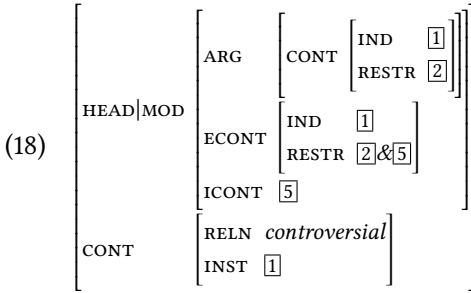 ARG CONT IND 1
RESTR 2
HEAD|MOD
ECONT IND 1
RESTR 2&5
(18)
ICONT 5
CONT RELN controversial
INST 1